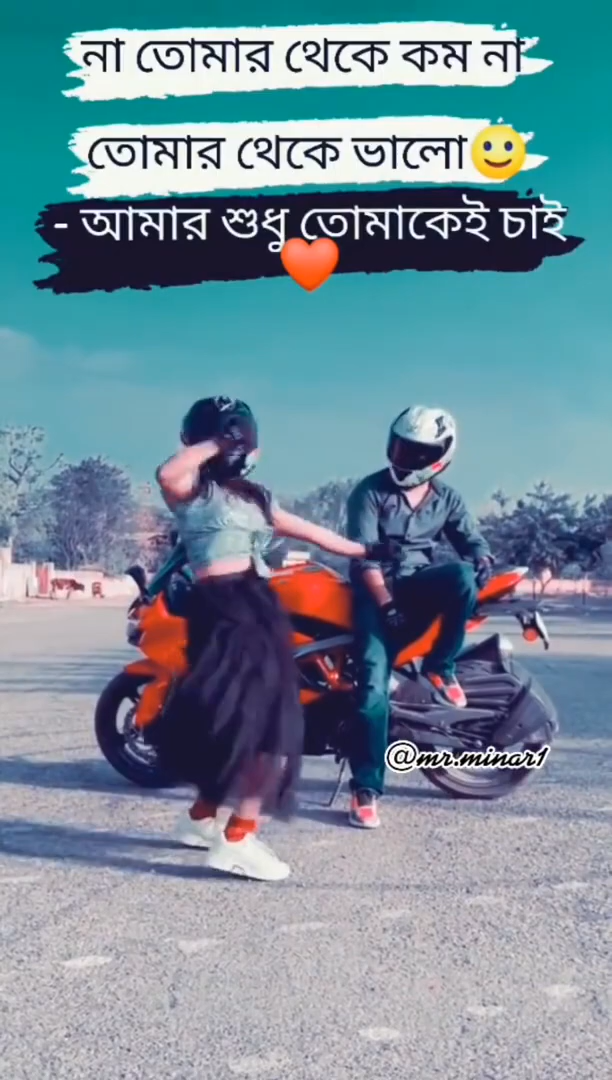 না তোমার থেকে কম না
তোমার থেকে ভালো🙂
- আমার শুধু তোমাকেই চাই
❤️
@mr.minar1